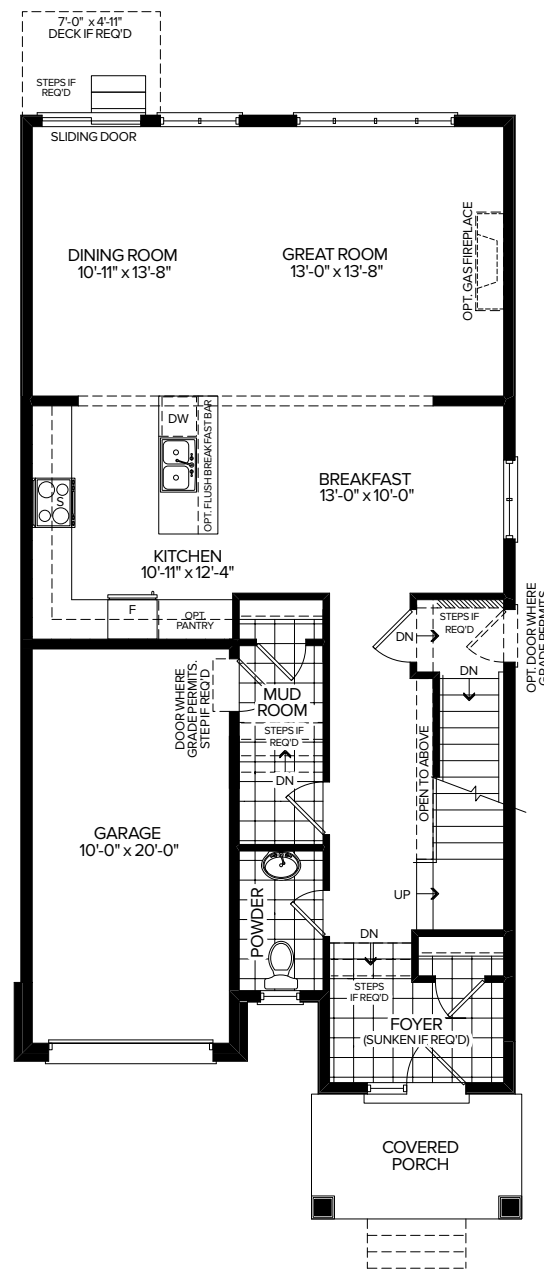 7'-0" x 4'-11"
DECK IF REQ'D
STEPS IF
REQ'D
SLIDING DOOR
DINING ROOM
10'-11" x 13'-8"
GREAT ROOM
13'-0" x 13'-8"
OPT. GAS FIREPLACE
DW
OPT. FLUSH BREAKFAST BAR
BREAKFAST
13'-0" x 10'-0"
S
KITCHEN
10'-11" x 12'-4"
F
OPT.
PANTRY
STEPS IF
REQ'D
DN
DN
OPT. DOOR WHERE
GRADE PERMITS
DOOR WHERE
GRADE PERMITS.
STEP IF REQ'D
MUD
ROOM
STEPS IF
REQ'D
DN
OPEN TO ABOVE
GARAGE
10'-0" x 20'-0"
POWDER
UP
DN
STEPS
IF REQ'D
FOYER
(SUNKEN IF REQ'D)
COVERED
PORCH